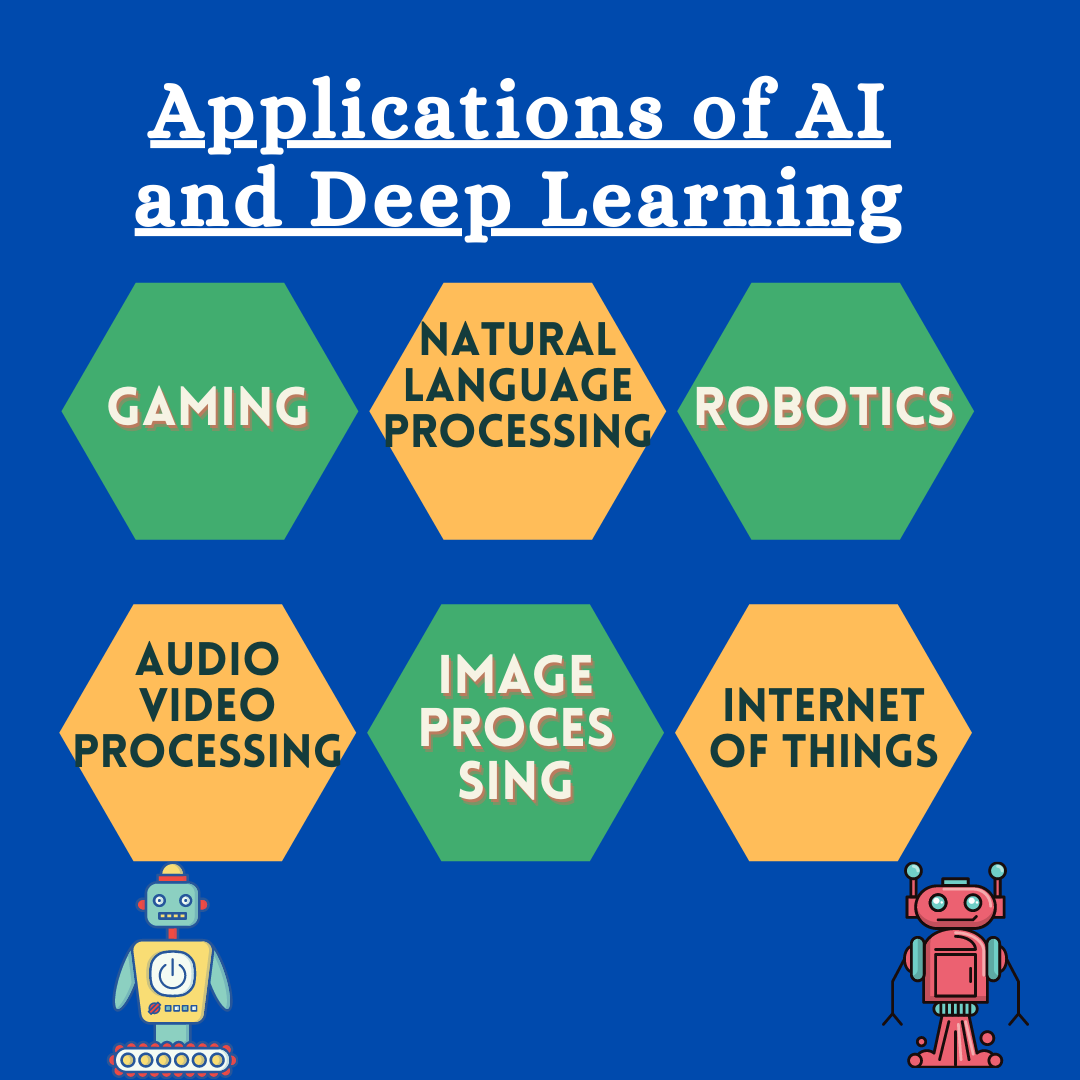 Applications of AI
and Deep Learning
GAMING
NATURAL
LANGUAGE
PROCESSING
ROBOTICS
AUDIO
VIDEO
PROCESSING
IMAGE
PROCES
SING
INTERNET
OF THINGS